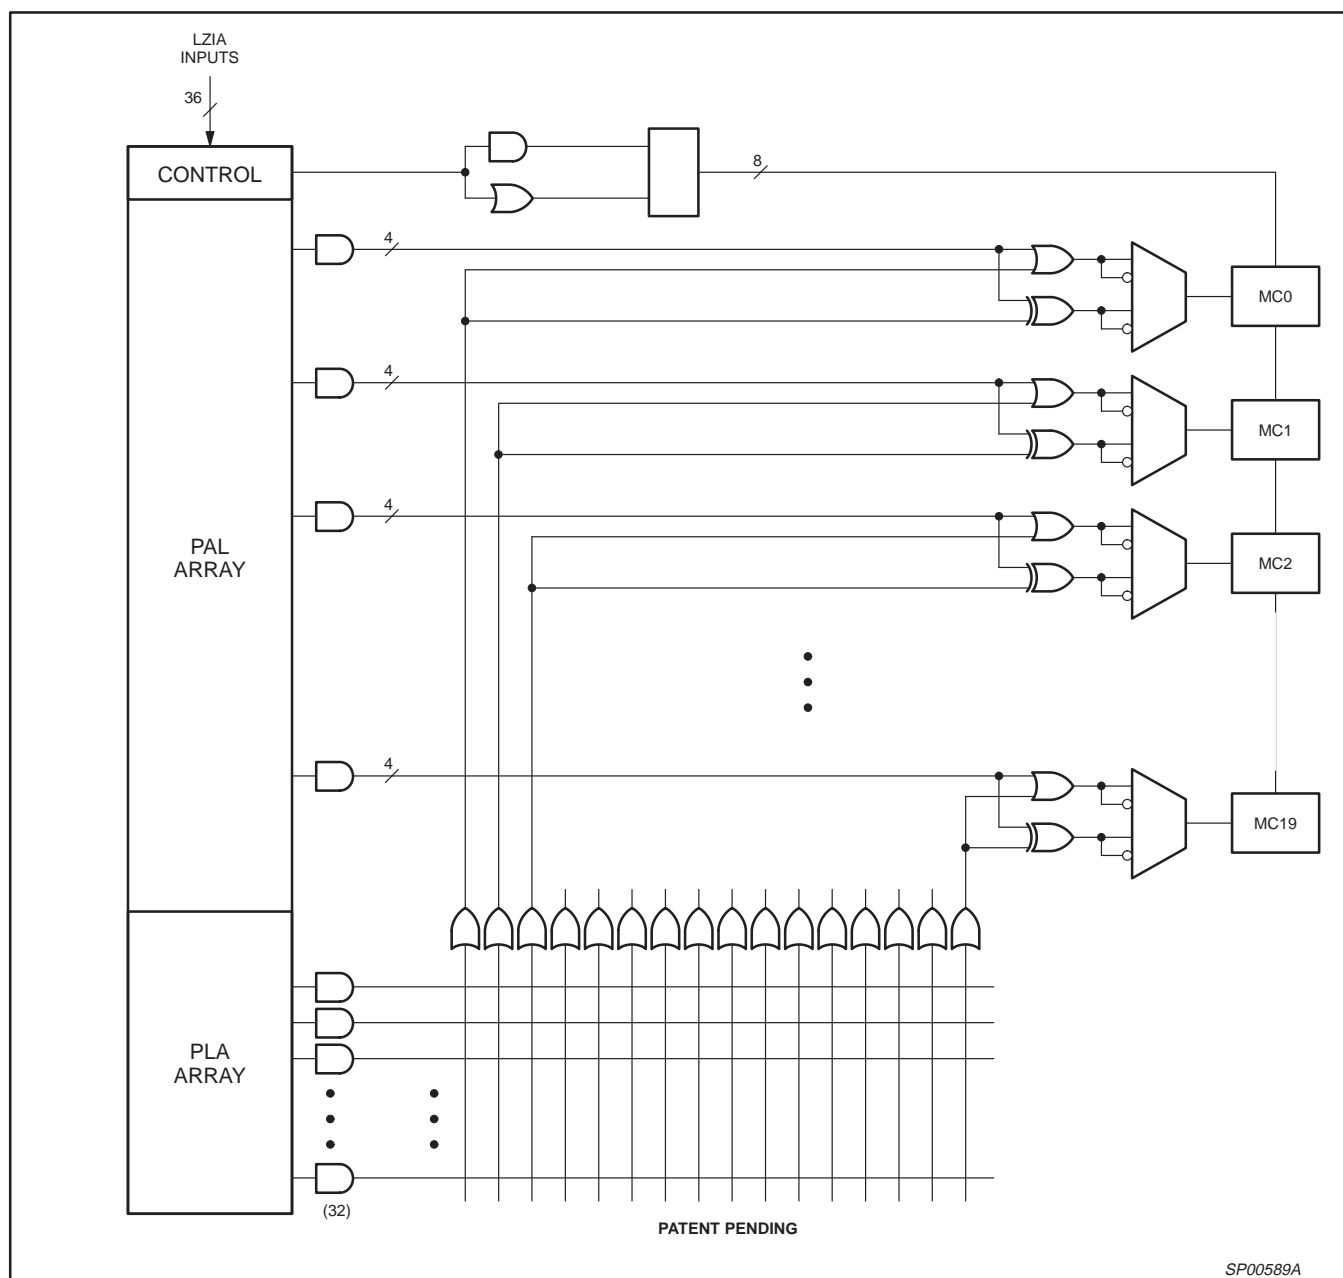 LZIA
INPUTS
36
CONTROL
8
4
MC0
4
MC1
4
PAL
ARRAY
MC2
4
MC19
PLA
ARRAY
(32)
PATENT PENDING
SP00589A